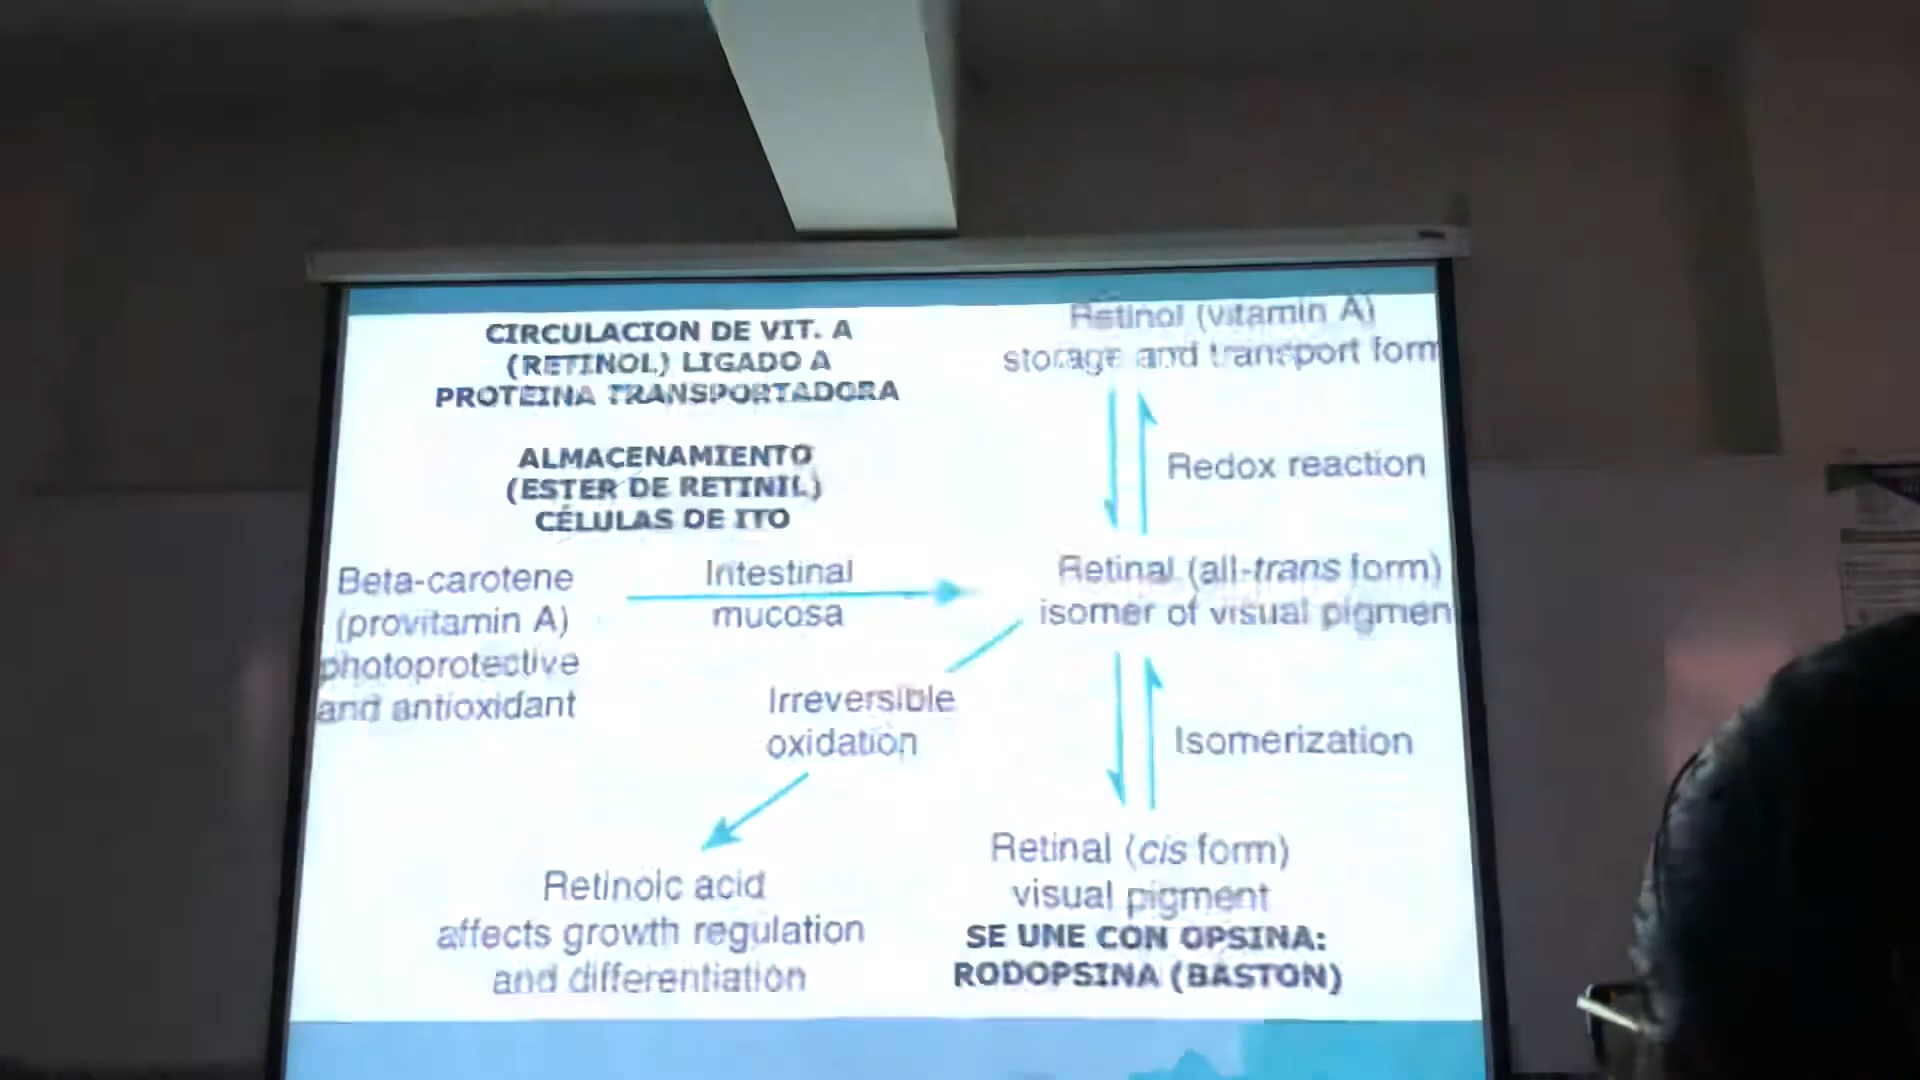 CIRCULACION DE VIT. A
(RETINOL) LIGADO A
PROTEINA TRANSPORTADORA
ALMACENAMIENTO
(ESTER DE RETINIL)
CÉLULAS DE ITO
Retinol (vitamin A)
storage and transport form
Redox reaction
Beta-carotene
(provitamin A)
photoprotective
and antioxidant
Intestinal
mucosa
Retinal (all-trans form)
isomer of visual pigmen
Irreversible
oxidation
Isomerization
Retinoic acid
affects growth regulation
and differentiation
Retinal (cis form)
visual pigment
SE UNE CON OPSINA:
RODOPSINA (BASTON)